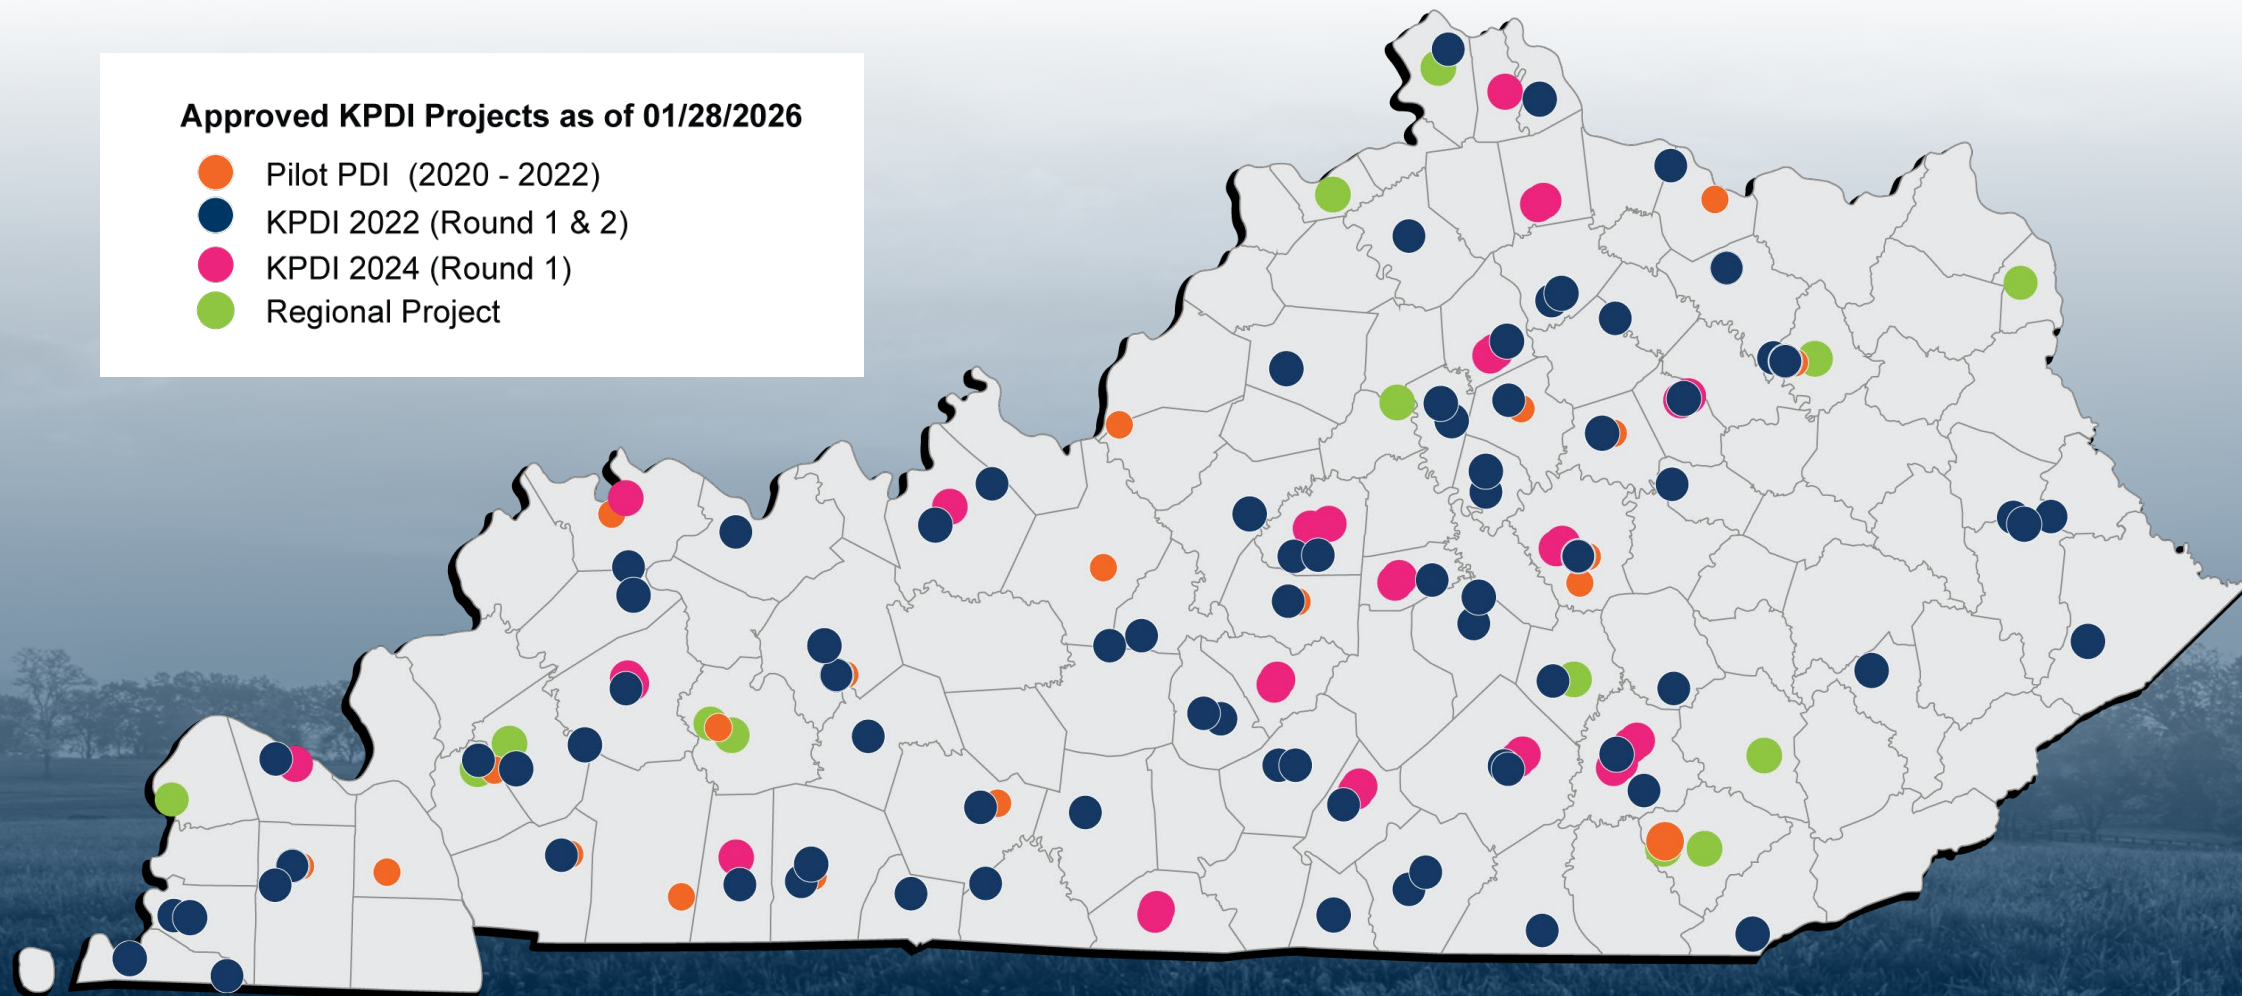 Approved KPDI Projects as of 01/28/2026
Pilot PDI (2020 - 2022)
KPDI 2022 (Round 1 & 2)
KPDI 2024 (Round 1)
Regional Project